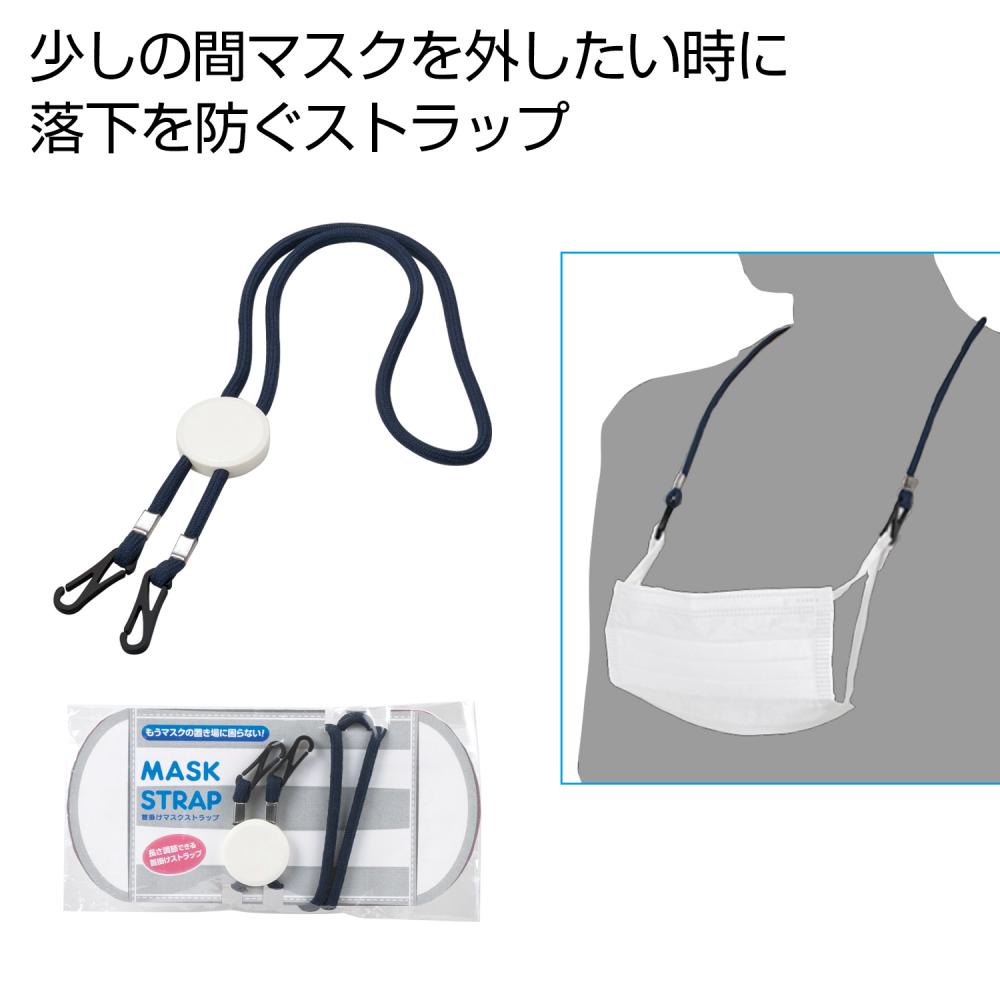 少しの間マスクを外したい時に
落下を防ぐストラップ
もうマスクの置き場に困らない!
MASK
STRAP
首掛けマスクストラップ
長さ調節できる
首掛けストラップ